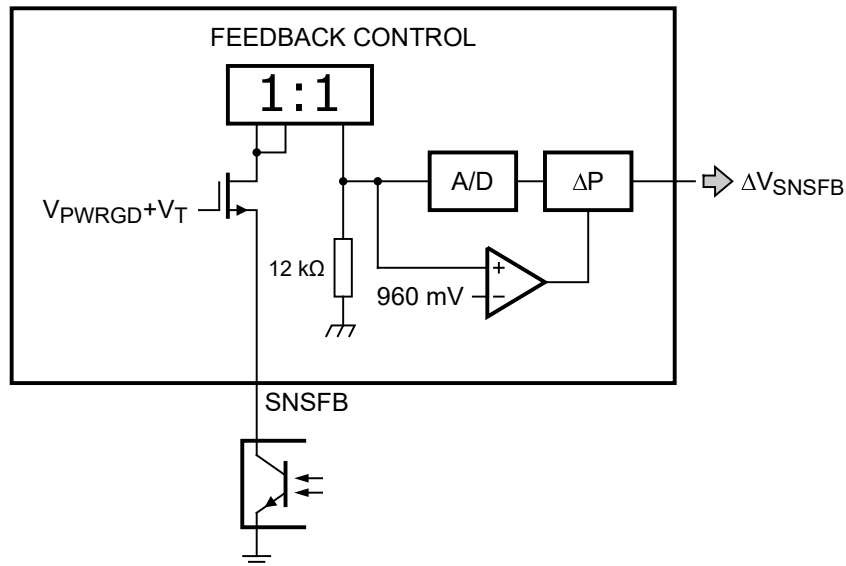 FEEDBACK CONTROL
1:1
A/D
ΔP
ΔVSNSFB
VPWRGD+VT
12 kΩ
+
960 mV
−
SNSFB